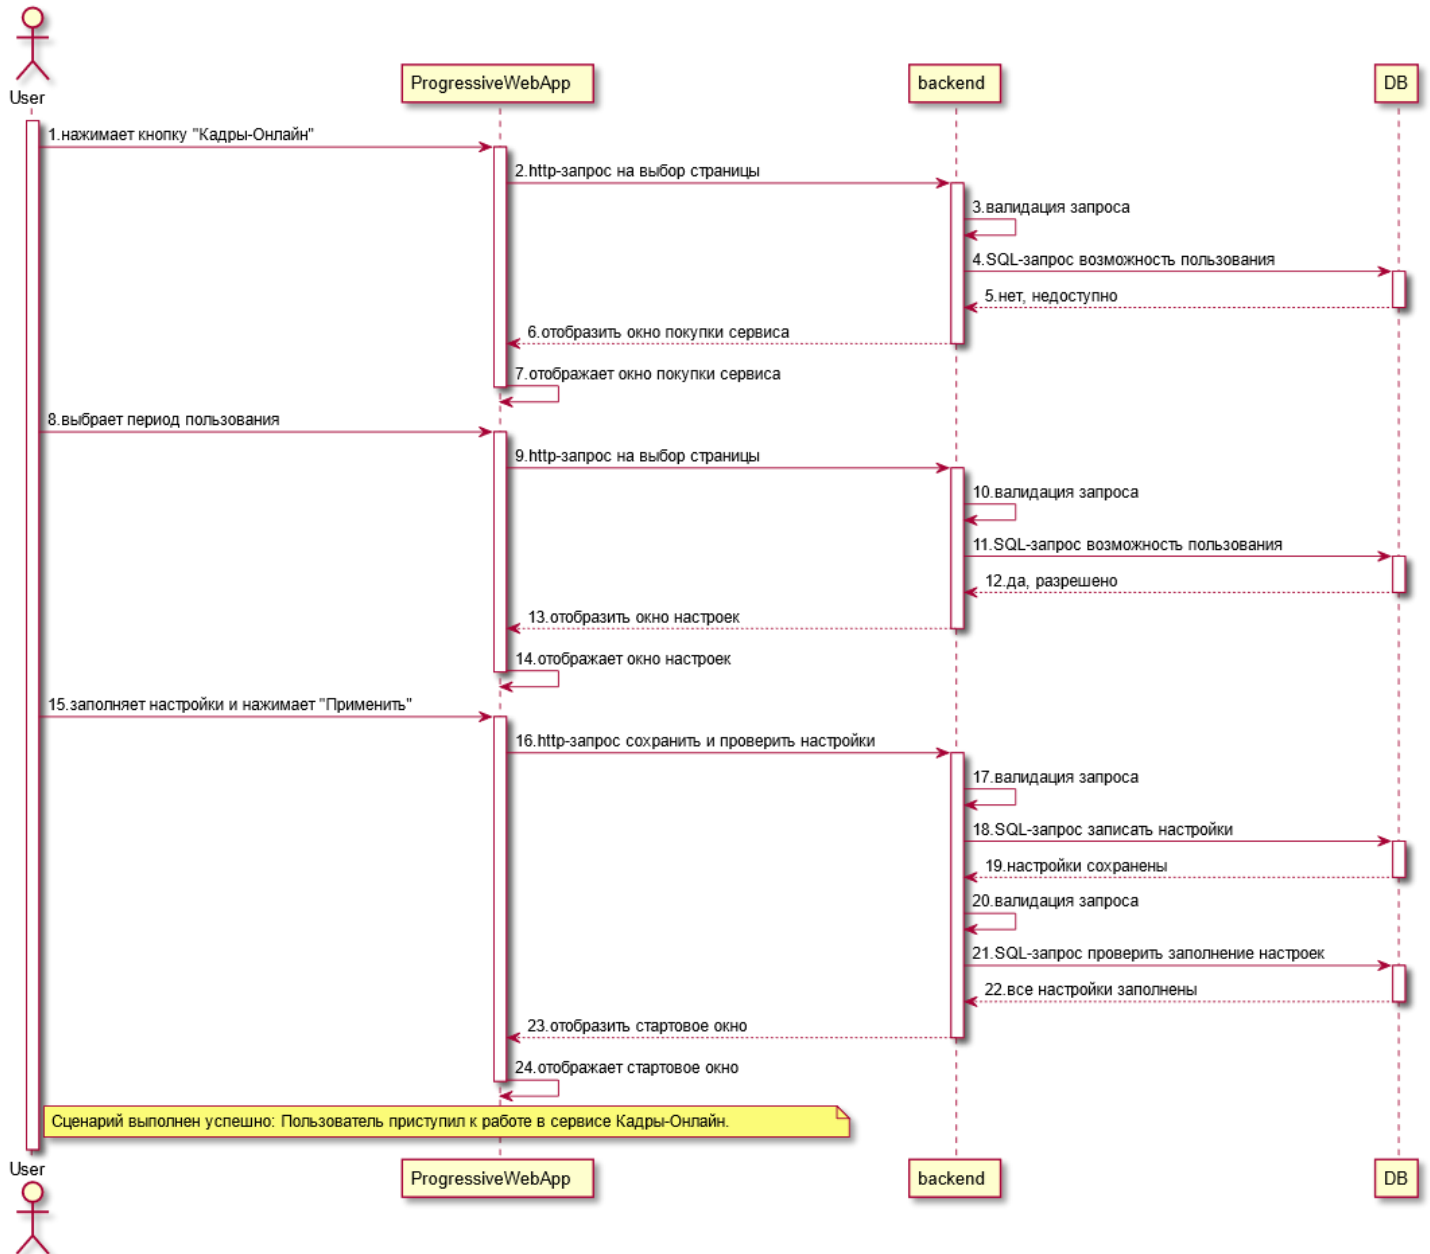 User
ProgressiveWebApp
backend
DB
1.нажимает кнопку "Кадры-Онлайн"
2.http-запрос на выбор страницы
3.валидация запроса
4.SQL-запрос возможность пользования
5.нет, недоступно
6.отобразить окно покупки сервиса
7.отображает окно покупки сервиса
8.выбрает период пользования
9.http-запрос на выбор страницы
10.валидация запроса
11.SQL-запрос возможность пользования
12.да, разрешено
13.отобразить окно настроек
14.отображает окно настроек
15.заполняет настройки и нажимает "Применить"
16.http-запрос сохранить и проверить настройки
17.валидация запроса
18.SQL-запрос записать настройки
19.настройки сохранены
20.валидация запроса
21.SQL-запрос проверить заполнение настроек
22.все настройки заполнены
23.отобразить стартовое окно
24.отображает стартовое окно
Сценарий выполнен успешно: Пользователь приступил к работе в сервисе Кадры-Онлайн.
User
ProgressiveWebApp
backend
DB